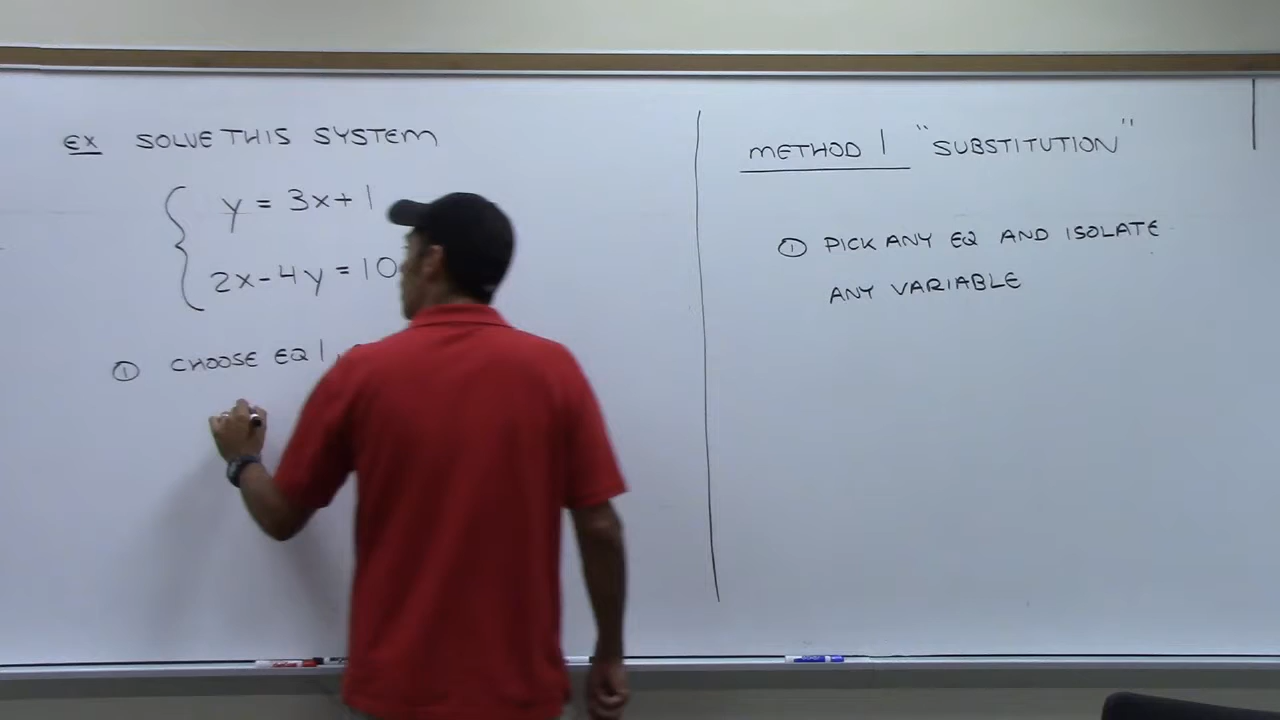 EX SOLVE THIS SYSTEM
y = 3x + 1
2x - 4y = 10
① CHOOSE EQ 1,
METHOD 1 "SUBSTITUTION"
① PICK ANY EQ AND ISOLATE
ANY VARIABLE